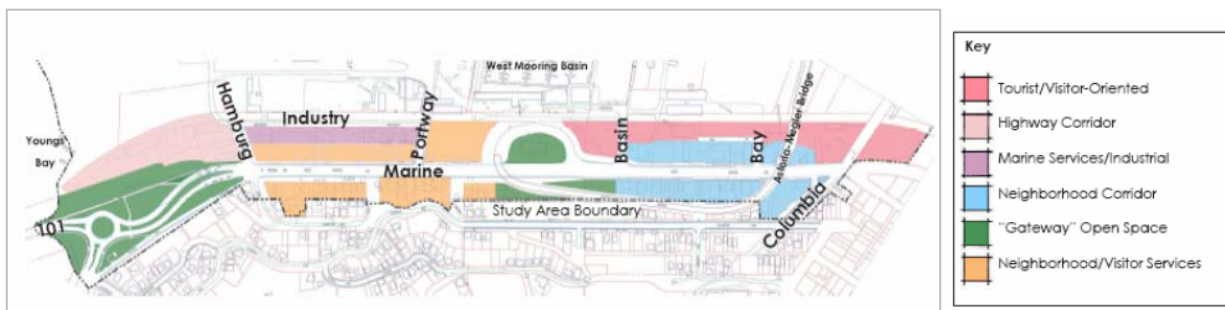 West Mooring Basin
Hamburg
Industry
Portway
Basin
Bay
Astoria-Megler Bridge
Youngs
Bay
Marine
Columbia
Study Area Boundary
101
Key
Tourist/Visitor-Oriented
Highway Corridor
Marine Services/Industrial
Neighborhood Corridor
"Gateway" Open Space
Neighborhood/Visitor Services